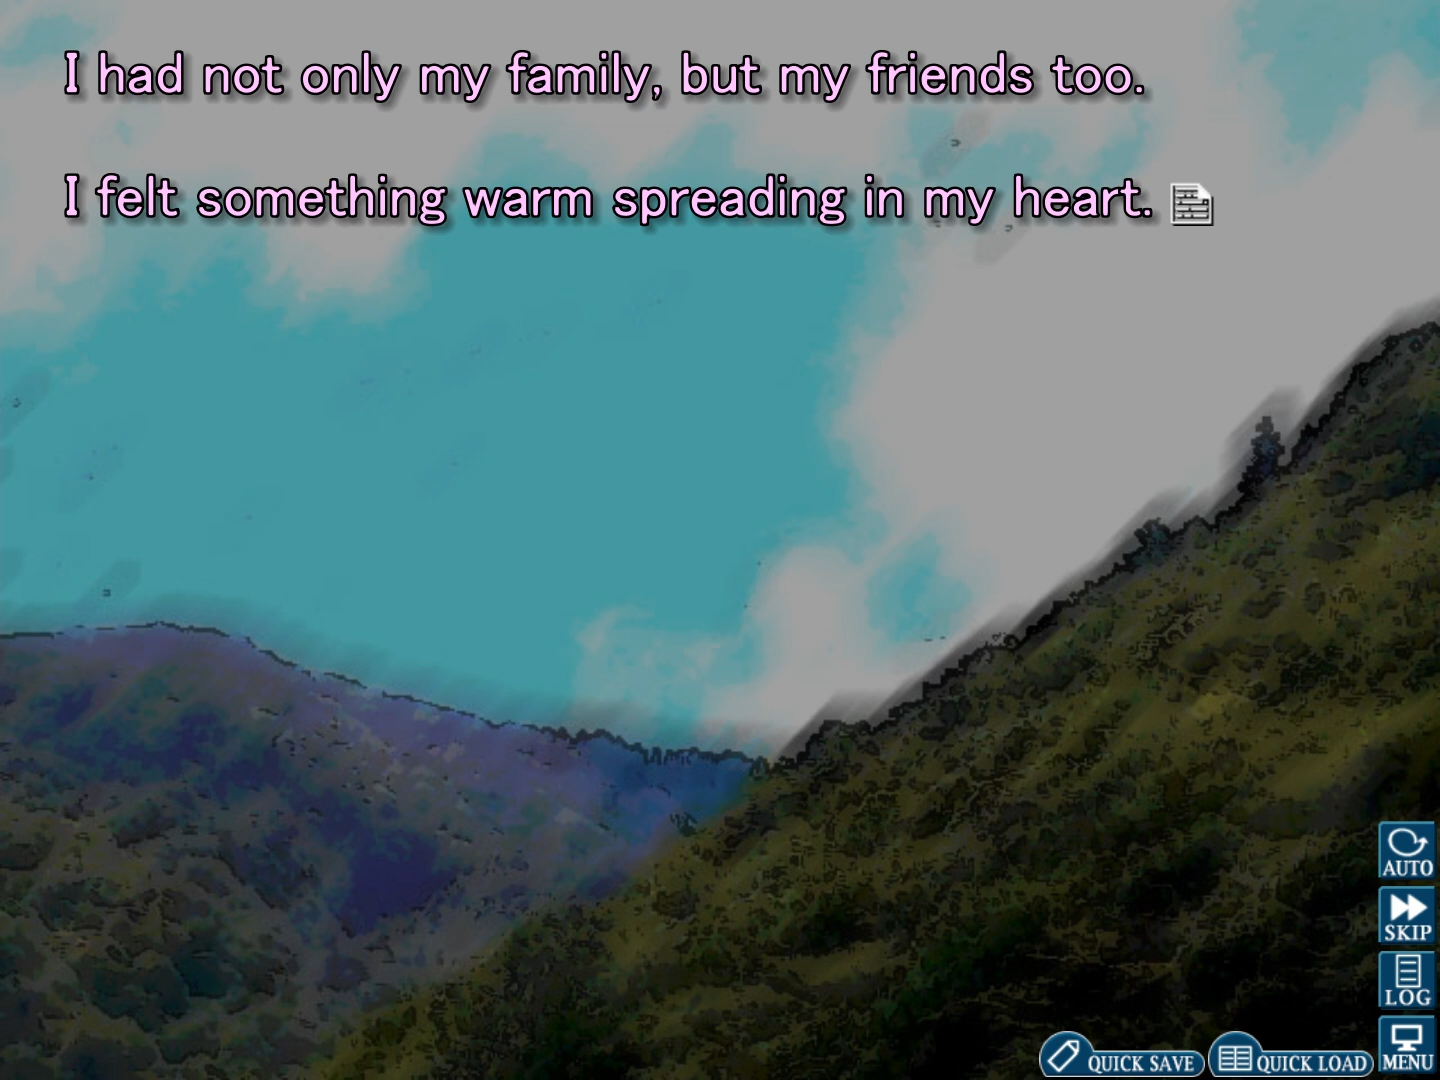 I had not only my family, but my friends too.
I felt something warm spreading in my heart.
AUTO
SKIP
LOG
MENU
QUICK SAVE
QUICK LOAD